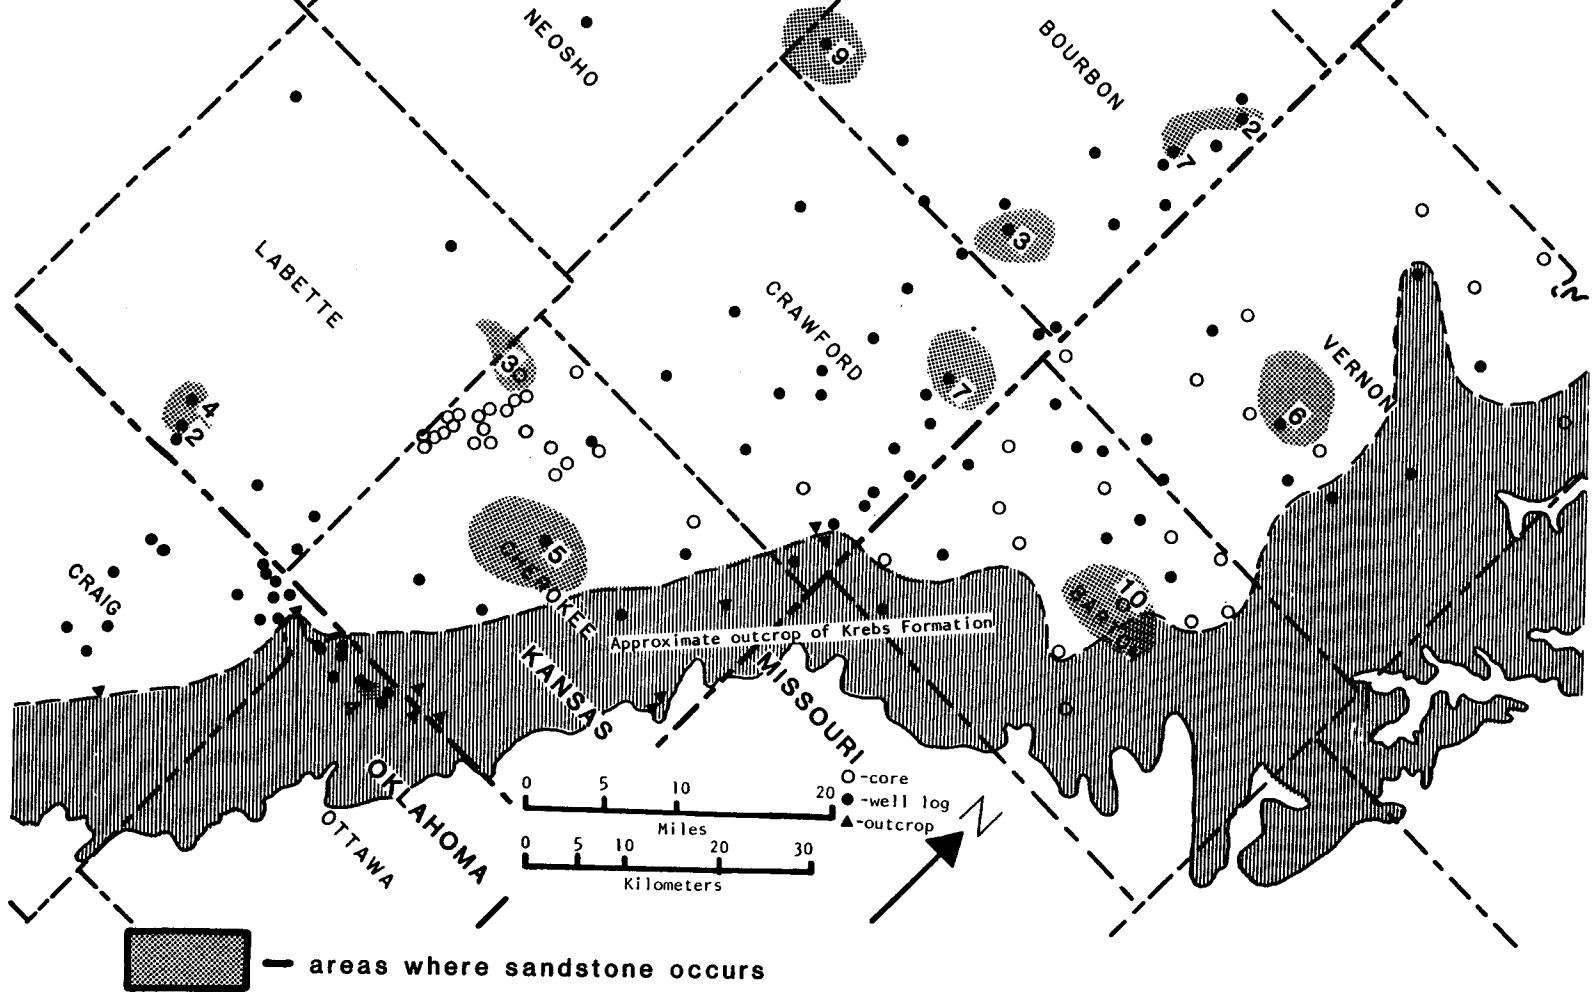 NEOSHO
9
BOURBON
2
7
LABETTE
3
CRAWFORD
VERNON
3
7
4
2
6
CRAIG
5
CHEROKEE
10
Approximate outcrop of Krebs Formation
KANSAS
MISSOURI
OKLAHOMA
OTTAWA
0 5 10 20
Miles
0 5 10 20 30
Kilometers
O -core
● -well log
▲ -outcrop
N
areas where sandstone occurs